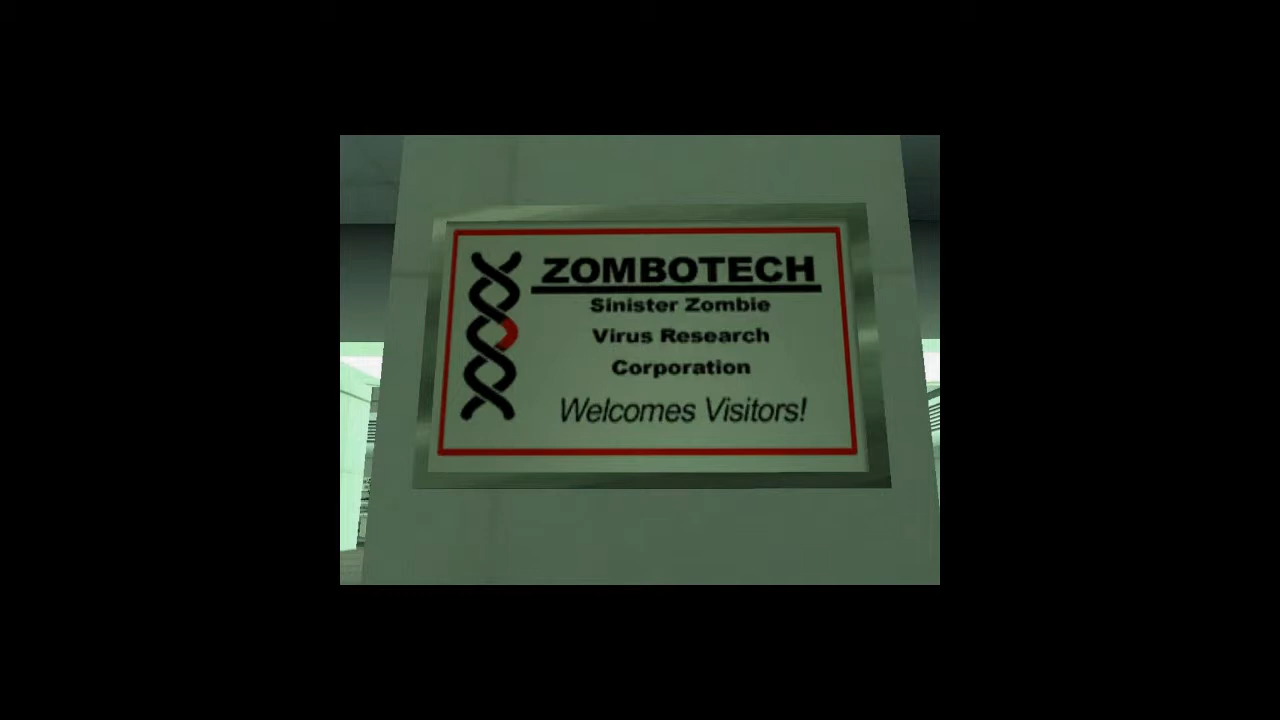 ZOMBOTECH
Sinister Zombie
Virus Research
Corporation
Welcomes Visitors!